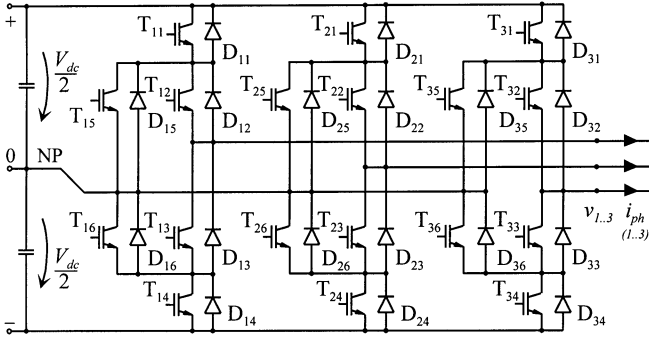 +
T11
D11
T21
D21
T31
D31
Vdc
2
T15
D15
T12
D12
T25
D25
T22
D22
T35
D35
T32
D32
0
NP
v1..3
iph
(1..3)
Vdc
2
T16
D16
T13
D13
T26
D26
T23
D23
T36
D36
T33
D33
T14
D14
T24
D24
T34
D34
−